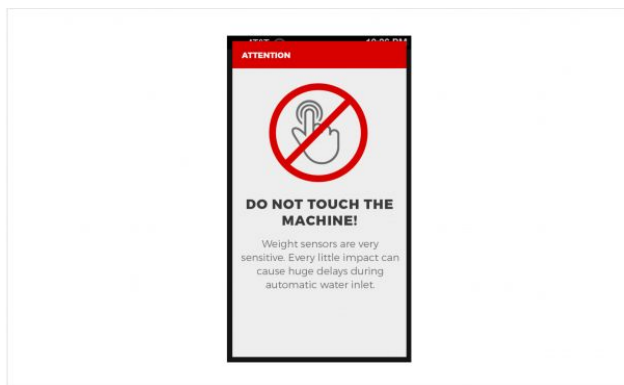 ATTENTION
DO NOT TOUCH THE
MACHINE!
Weight sensors are very
sensitive. Every little impact can
cause huge delays during
automatic water inlet.